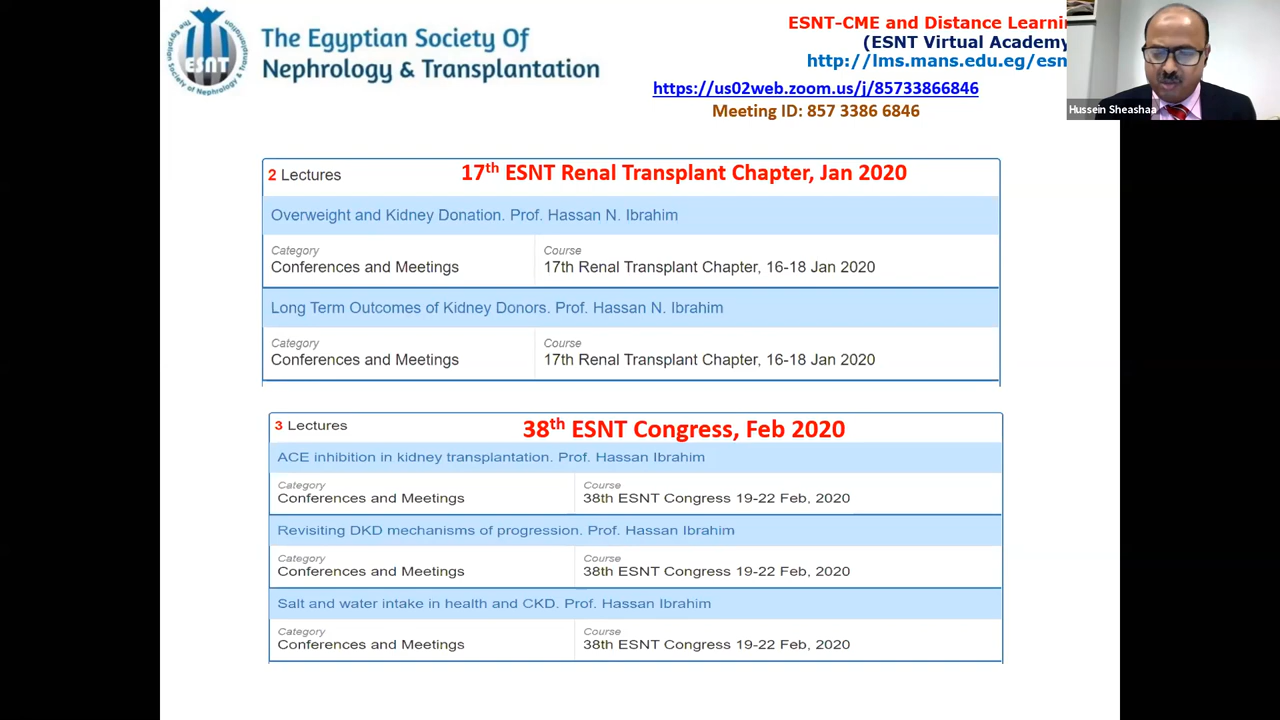 The Egyptian Society Of
Nephrology & Transplantation
ESNT
The Egyptian Society of Nephrology & Transplantation
ESNT-CME and Distance Learni
(ESNT Virtual Academy
http://lms.mans.edu.eg/esn
https://us02web.zoom.us/j/85733866846
Meeting ID: 857 3386 6846
Hussein Sheashaa
2 Lectures
17th ESNT Renal Transplant Chapter, Jan 2020
Overweight and Kidney Donation. Prof. Hassan N. Ibrahim
Category
Course
Conferences and Meetings
17th Renal Transplant Chapter, 16-18 Jan 2020
Long Term Outcomes of Kidney Donors. Prof. Hassan N. Ibrahim
Category
Course
Conferences and Meetings
17th Renal Transplant Chapter, 16-18 Jan 2020
3 Lectures
38th ESNT Congress, Feb 2020
ACE inhibition in kidney transplantation. Prof. Hassan Ibrahim
Category
Course
Conferences and Meetings
38th ESNT Congress 19-22 Feb, 2020
Revisiting DKD mechanisms of progression. Prof. Hassan Ibrahim
Category
Course
Conferences and Meetings
38th ESNT Congress 19-22 Feb, 2020
Salt and water intake in health and CKD. Prof. Hassan Ibrahim
Category
Course
Conferences and Meetings
38th ESNT Congress 19-22 Feb, 2020